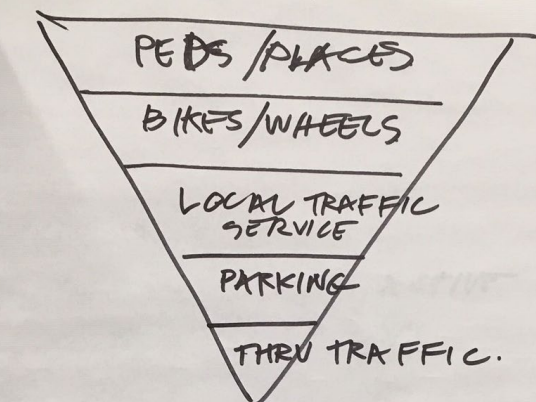 PEDS/PLACES
BIKES/WHEELS
LOCAL TRAFFIC
SERVICE
PARKING
THRU TRAFFIC.